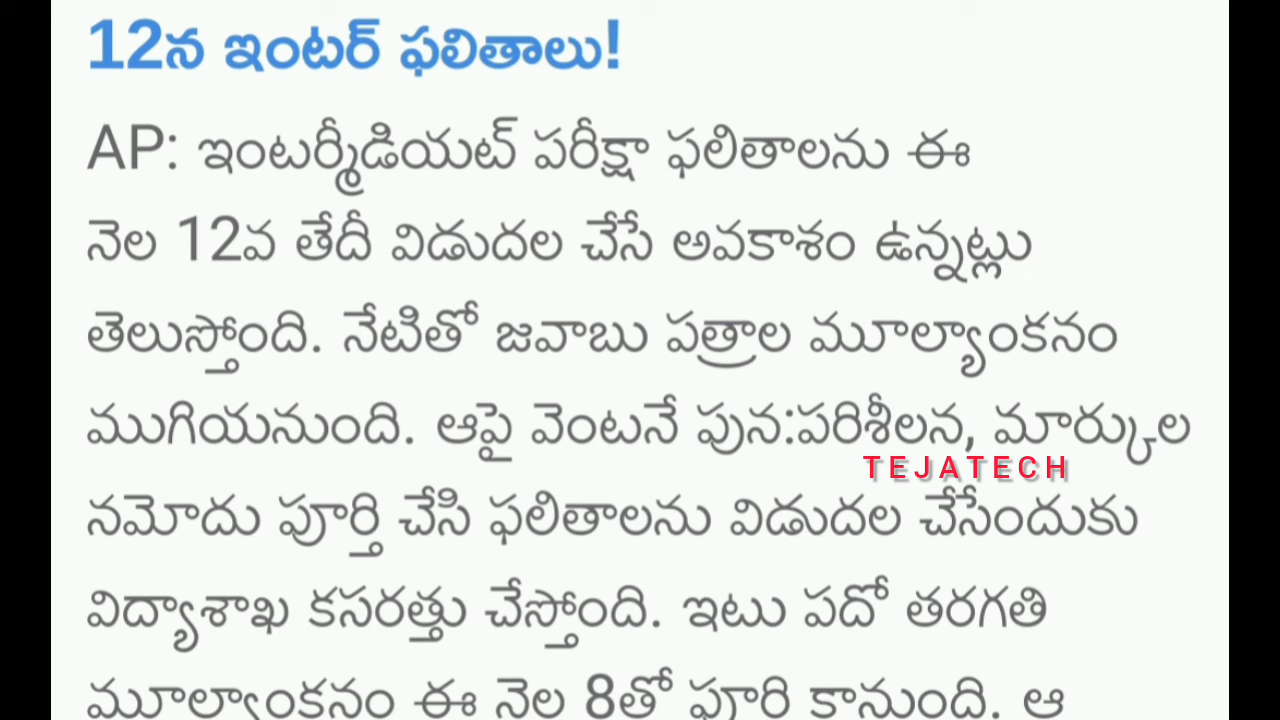 12న ఇంటర్ ఫలితాలు!
AP: ఇంటర్మీడియట్ పరీక్షా ఫలితాలను ఈ
నెల 12వ తేదీ విడుదల చేసే అవకాశం ఉన్నట్లు
తెలుస్తోంది. నేటితో జవాబు పత్రాల మూల్యాంకనం
ముగియనుంది. ఆపై వెంటనే పున:పరిశీలన, మార్కుల
TEJATECH
నమోదు పూర్తి చేసి ఫలితాలను విడుదల చేసేందుకు
విద్యాశాఖ కసరత్తు చేస్తోంది. ఇటు పదో తరగతి
మూల్యాంకనం ఈ నెల 8తో పూర్తి కానుంది. ఆ